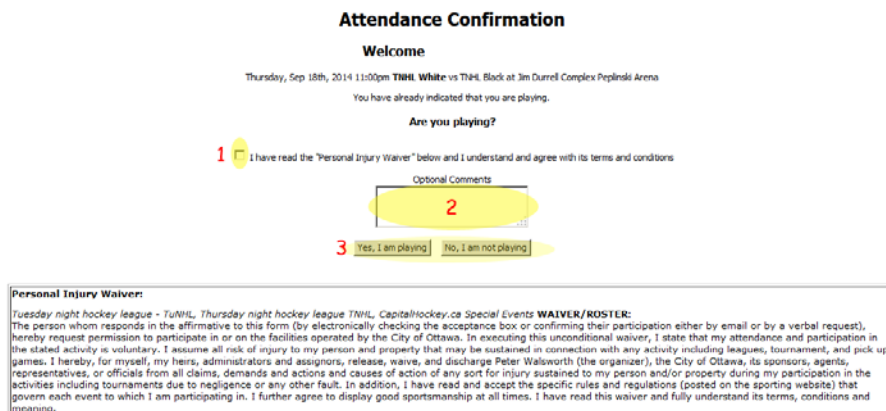 Attendance Confirmation
Welcome
Thursday, Sep 18th, 2014 11:00pm TNHL White vs TNHL Black at Jim Durrell Complex Peplinski Arena
You have already indicated that you are playing.
Are you playing?
1 I have read the "Personal Injury Waiver" below and I understand and agree with its terms and conditions
Optional Comments
2
3 Yes, I am playing No, I am not playing
Personal Injury Waiver:
Tuesday night hockey league - TuNHL, Thursday night hockey league TNHL, CapitalHockey.ca Special Events WAIVER/ROSTER:
The person whom responds in the affirmative to this form (by electronically checking the acceptance box or confirming their participation either by email or by a verbal request),
hereby request permission to participate in or on the facilities operated by the City of Ottawa. In executing this unconditional waiver, I state that my attendance and participation in
the stated activity is voluntary. I assume all risk of injury to my person and property that may be sustained in connection with any activity including leagues, tournament, and pick up
games. I hereby, for myself, my heirs, administrators and assignors, release, wave, and discharge Peter Walsworth (the organizer), the City of Ottawa, its sponsors, agents,
representatives, or officials from all claims, demands and actions and causes of action of any sort for injury sustained to my person and/or property during my participation in the
activities including tournaments due to negligence or any other fault. In addition, I have read and accept the specific rules and regulations (posted on the sporting website) that
govern each event to which I am participating in. I further agree to display good sportsmanship at all times. I have read this waiver and fully understand its terms, conditions and
meaning.